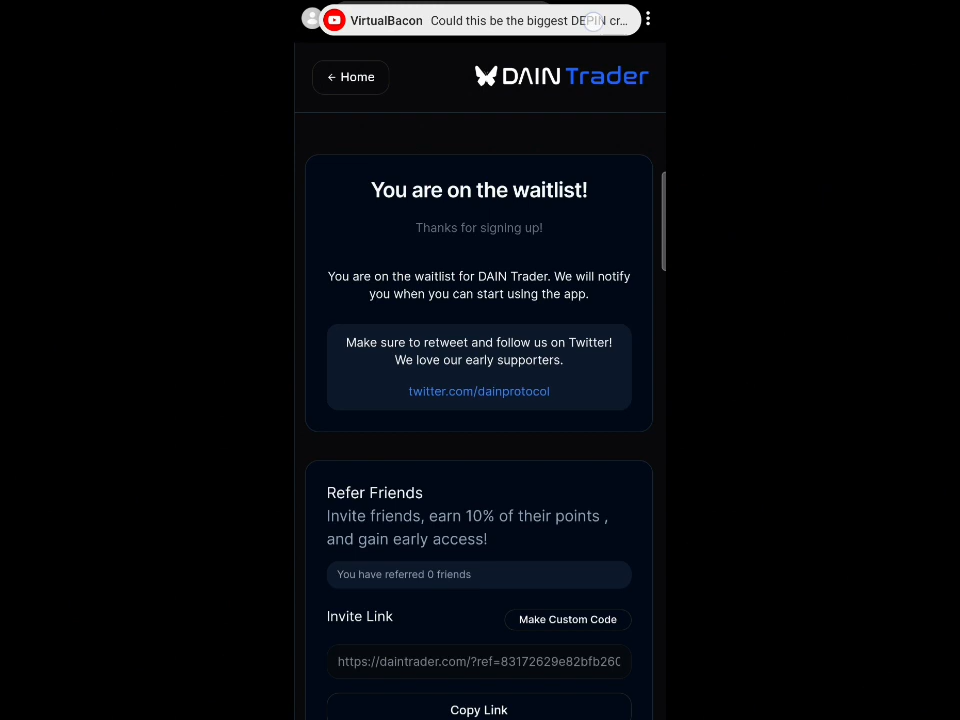 VirtualBacon Could this be the biggest DEPIN cr...
← Home
DAIN Trader
You are on the waitlist!
Thanks for signing up!
You are on the waitlist for DAIN Trader. We will notify
you when you can start using the app.
Make sure to retweet and follow us on Twitter!
We love our early supporters.
twitter.com/dainprotocol
Refer Friends
Invite friends, earn 10% of their points ,
and gain early access!
You have referred 0 friends
Invite Link
Make Custom Code
https://daintrader.com/?ref=83172629e82bfb260
Copy Link